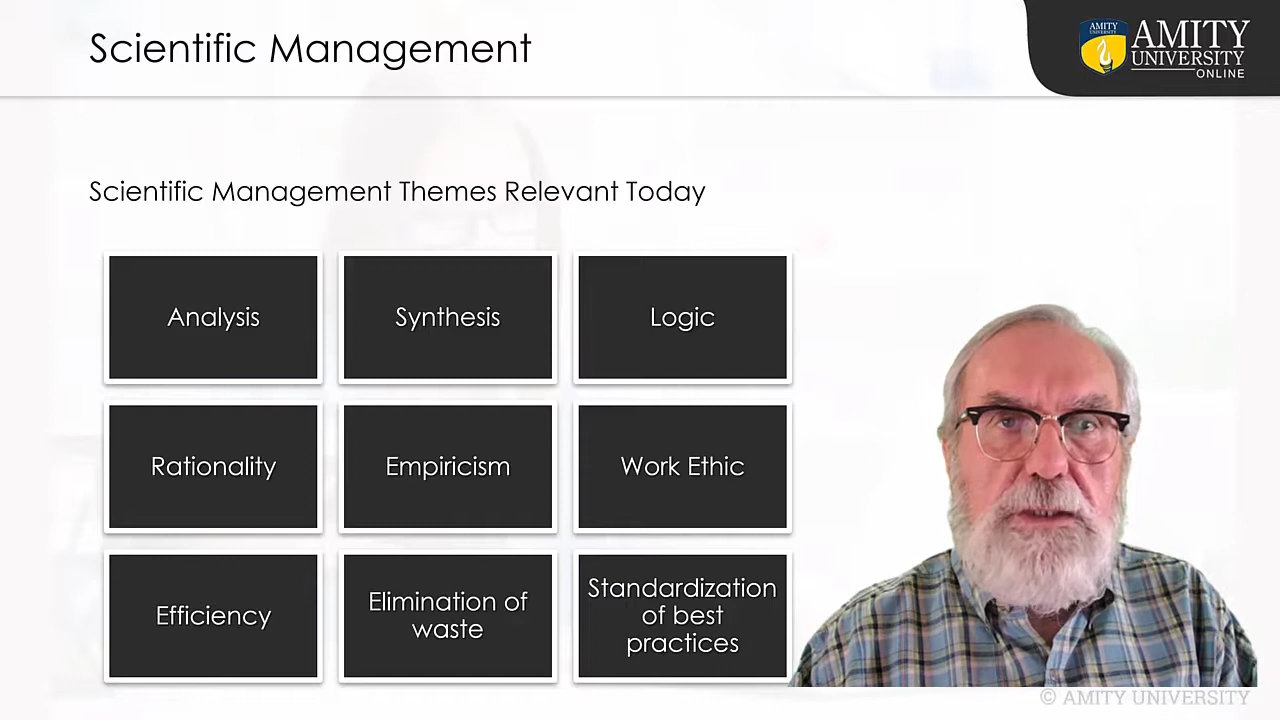 Scientific Management
AMITY
UNIVERSITY
AMITY
UNIVERSITY
ONLINE
Scientific Management Themes Relevant Today
Analysis
Synthesis
Logic
Rationality
Empiricism
Work Ethic
Efficiency
Elimination of
waste
Standardization
of best
practices
© AMITY UNIVERSITY